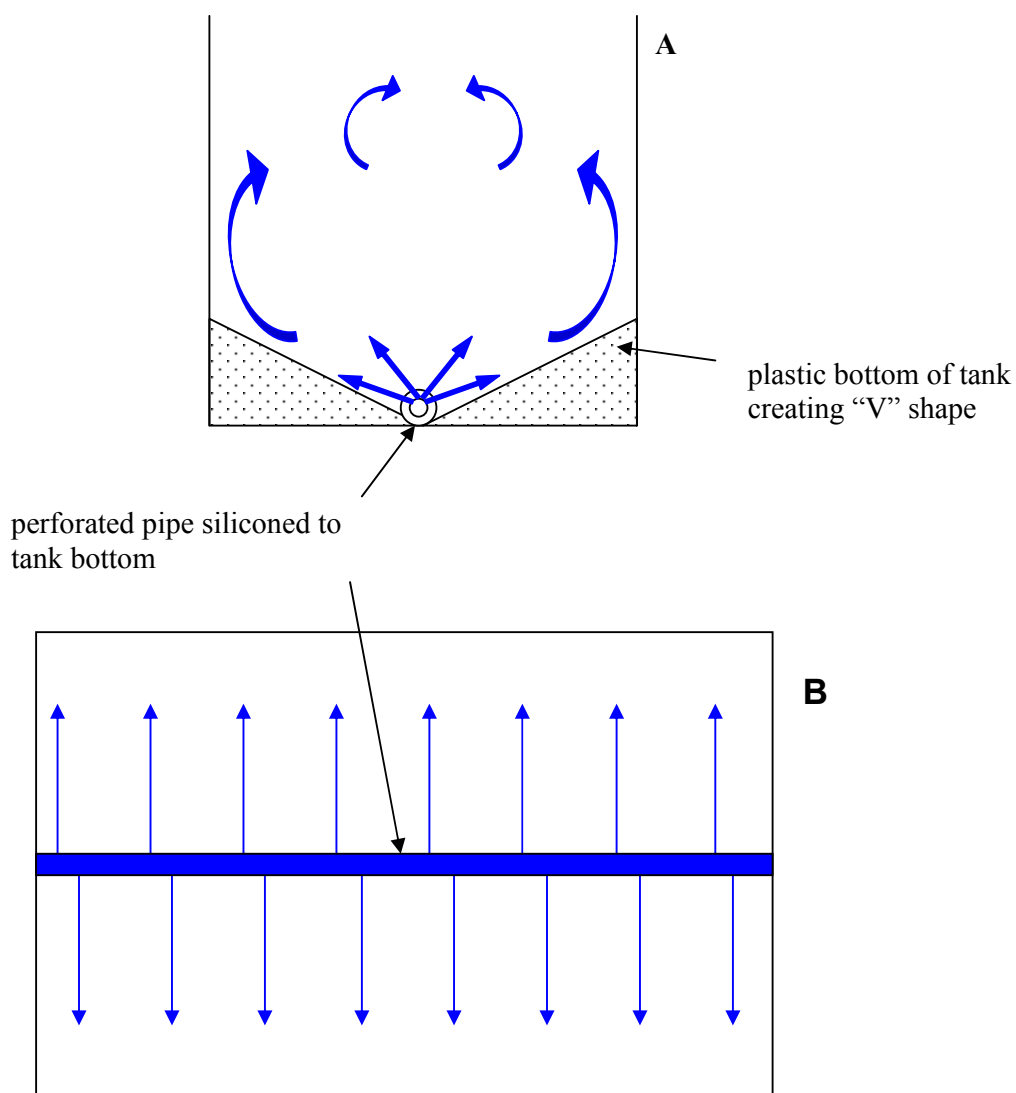 A
plastic bottom of tank
creating “V” shape
perforated pipe siliconed to
tank bottom
B